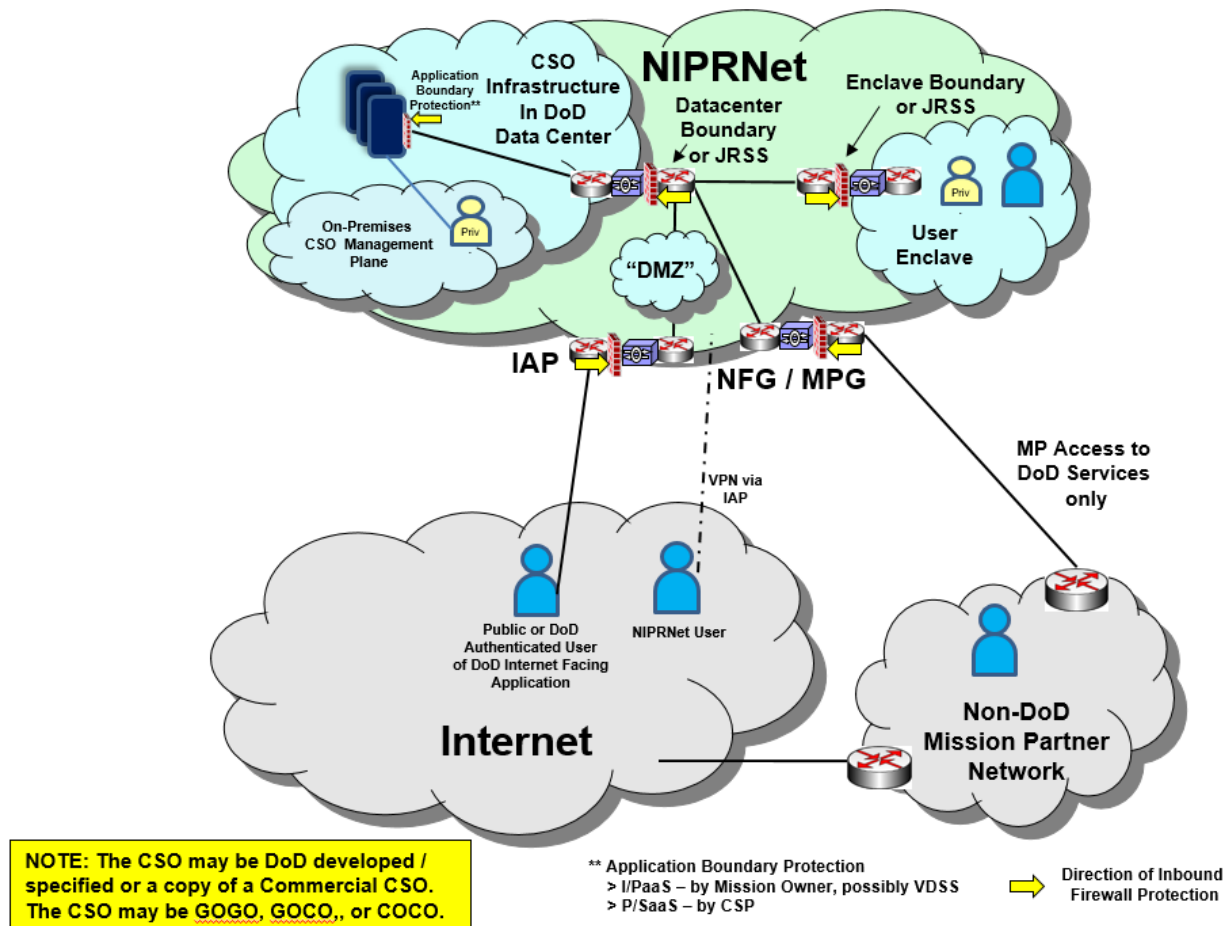 NIPRNet
CSO
Infrastructure
In DoD
Data Center
Application
Boundary
Protection**
Datacenter
Boundary
or JRSS
Enclave Boundary
or JRSS
On-Premises
CSO Management
Plane
Priv
Priv
User
Enclave
“DMZ”
IAP
NFG / MPG
MP Access to
DoD Services
only
VPN via
IAP
Public or DoD
Authenticated User
of DoD Internet Facing
Application
NIPRNet User
Internet
Non-DoD
Mission Partner
Network
NOTE: The CSO may be DoD developed /
specified or a copy of a Commercial CSO.
The CSO may be GOGO, GOCO,, or COCO.
** Application Boundary Protection
> I/PaaS – by Mission Owner, possibly VDSS
> P/SaaS – by CSP
Direction of Inbound
Firewall Protection